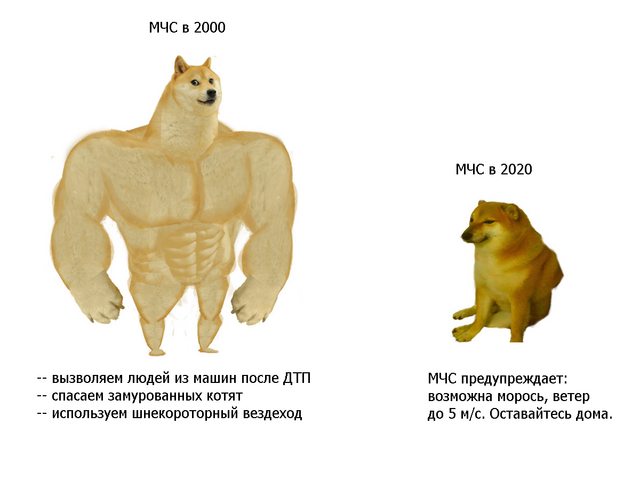 МЧС в 2000
-- вызволяем людей из машин после ДТП
-- спасаем замурованных котят
-- используем шнекороторный вездеход
МЧС в 2020
МЧС предупреждает:
возможна морось, ветер
до 5 м/с. Оставайтесь дома.